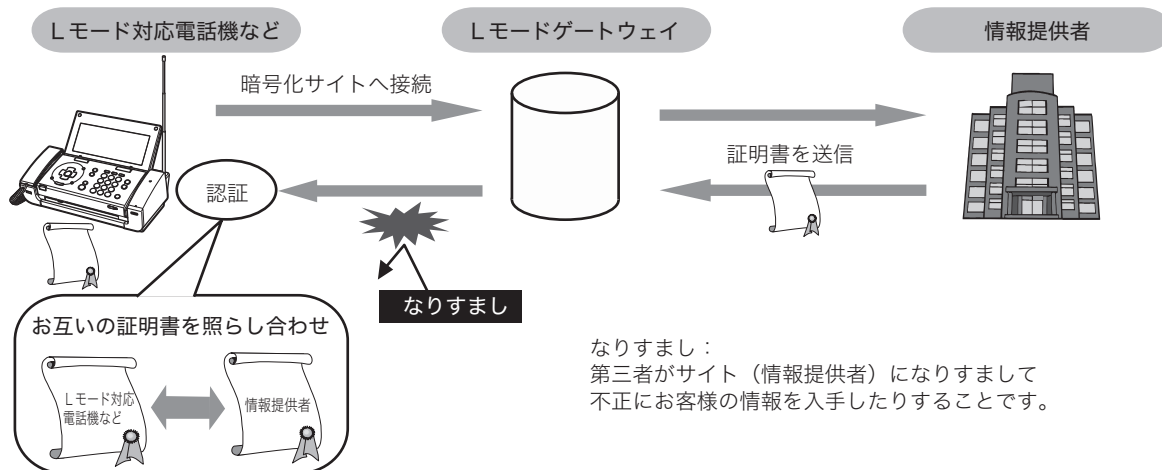 Ｌモード対応電話機など
Ｌモードゲートウェイ
情報提供者
暗号化サイトへ接続
証明書を送信
認証
なりすまし
お互いの証明書を照らし合わせ
Ｌモード対応
電話機など
情報提供者
なりすまし：
第三者がサイト（情報提供者）になりすまして
不正にお客様の情報を入手したりすることです。